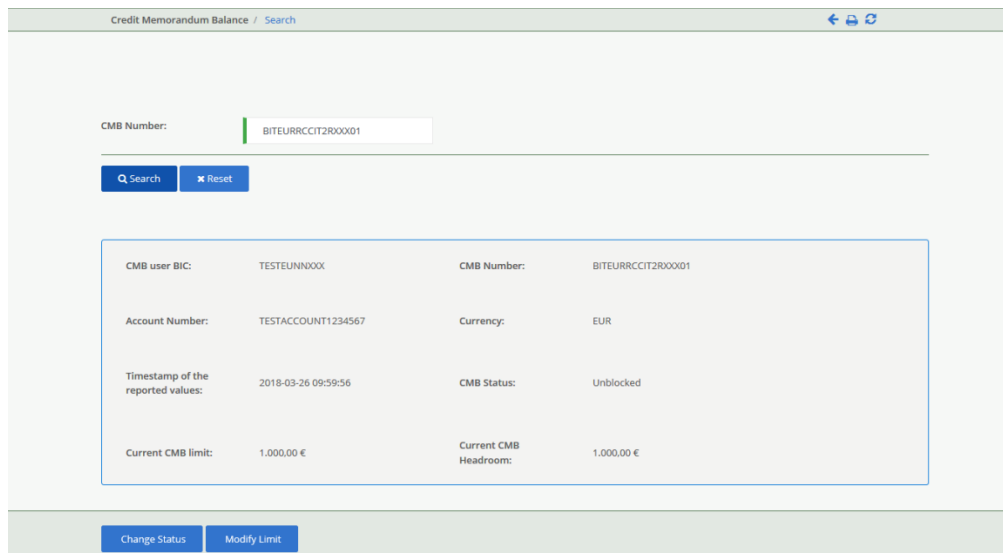 Credit Memorandum Balance / Search
CMB Number: BITEURRCCIT2RXXX01
Search Reset
CMB user BIC: TESTEUNNXXX CMB Number: BITEURRCCIT2RXXX01
Account Number: TESTACCOUNT1234567 Currency: EUR
Timestamp of the
reported values: 2018-03-26 09:59:56 CMB Status: Unblocked
Current CMB limit: 1.000,00 € Current CMB
Headroom: 1.000,00 €
Change Status Modify Limit